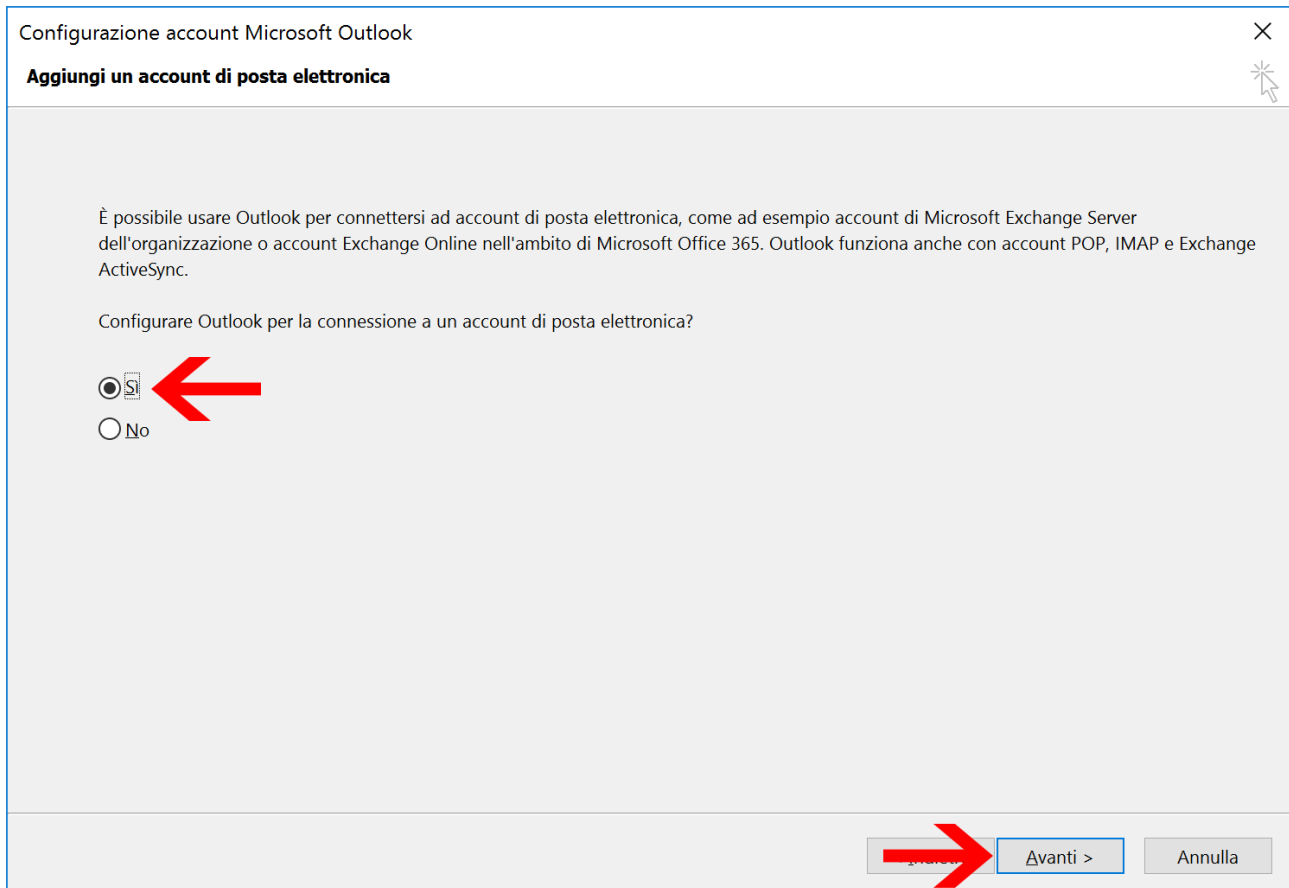 Configurazione account Microsoft Outlook
Aggiungi un account di posta elettronica
È possibile usare Outlook per connettersi ad account di posta elettronica, come ad esempio account di Microsoft Exchange Server
dell'organizzazione o account Exchange Online nell'ambito di Microsoft Office 365. Outlook funziona anche con account POP, IMAP e Exchange
ActiveSync.
Configurare Outlook per la connessione a un account di posta elettronica?
Sì
No
Avanti >
Annulla